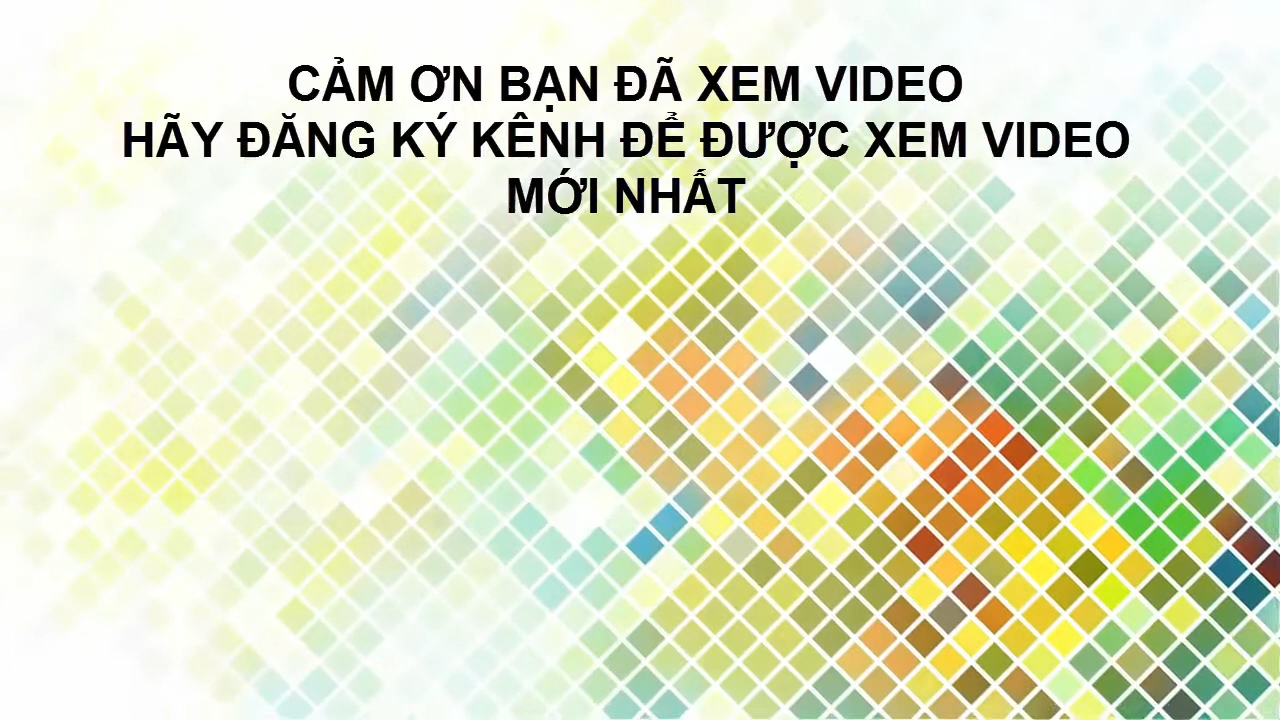 CẢM ƠN BẠN ĐÃ XEM VIDEO
HÃY ĐĂNG KÝ KÊNH ĐỂ ĐƯỢC XEM VIDEO
MỚI NHẤT